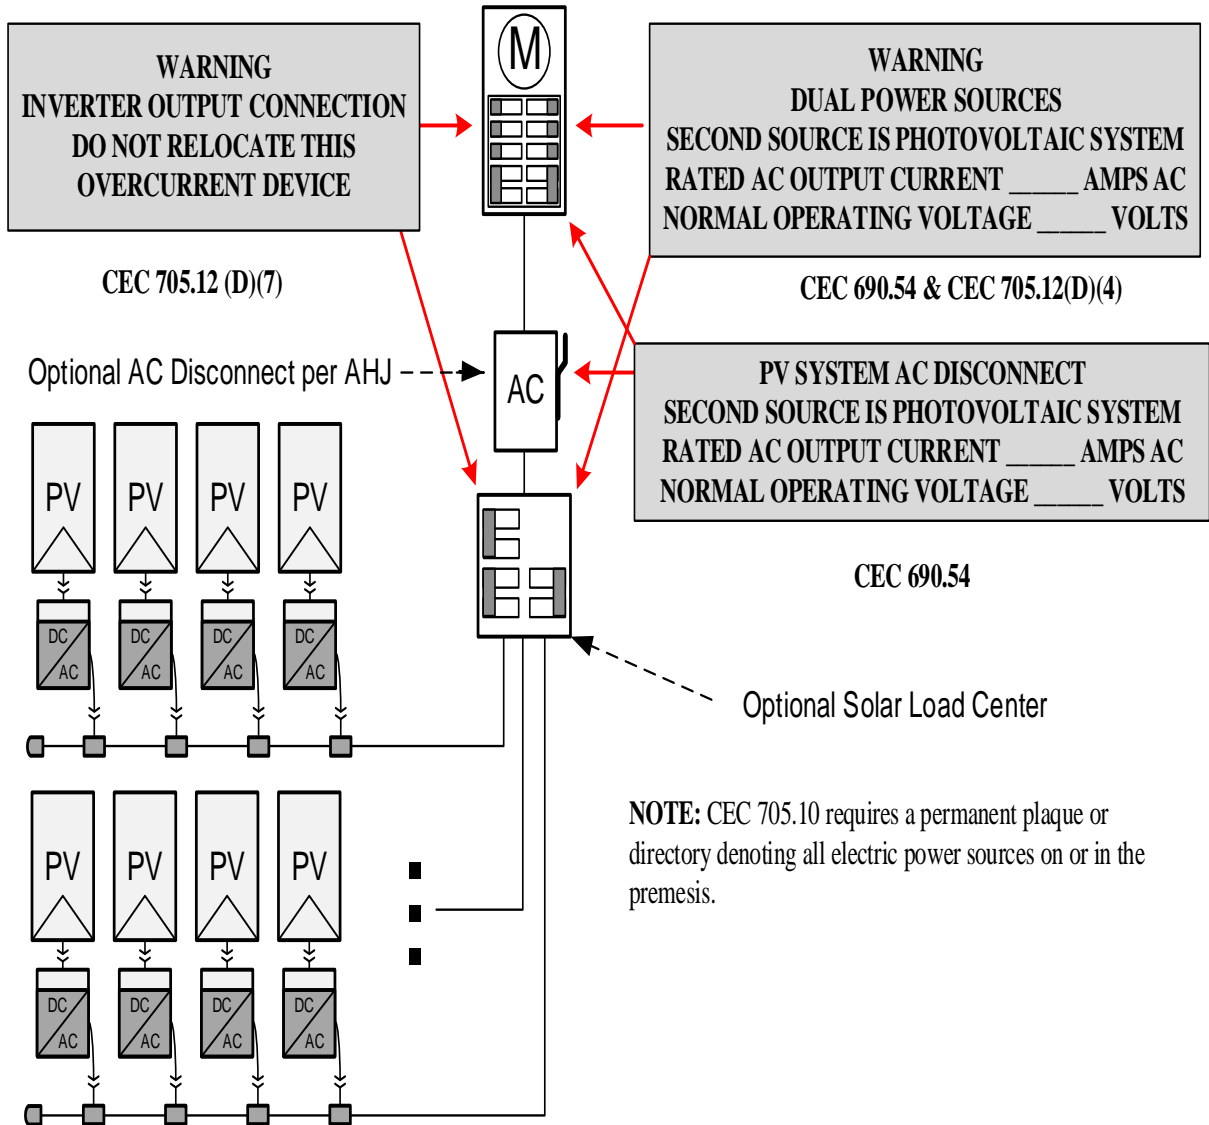 WARNING
INVERTER OUTPUT CONNECTION
DO NOT RELOCATE THIS
OVERCURRENT DEVICE
CEC 705.12 (D)(7)
M
WARNING
DUAL POWER SOURCES
SECOND SOURCE IS PHOTOVOLTAIC SYSTEM
RATED AC OUTPUT CURRENT ______ AMPS AC
NORMAL OPERATING VOLTAGE ______ VOLTS
CEC 690.54 & CEC 705.12(D)(4)
Optional AC Disconnect per AHJ
AC
PV SYSTEM AC DISCONNECT
SECOND SOURCE IS PHOTOVOLTAIC SYSTEM
RATED AC OUTPUT CURRENT ______ AMPS AC
NORMAL OPERATING VOLTAGE ______ VOLTS
CEC 690.54
PV PV PV PV
DC DC DC DC
AC AC AC AC
Optional Solar Load Center
NOTE: CEC 705.10 requires a permanent plaque or
directory denoting all electric power sources on or in the
premesis.
PV PV PV PV
DC DC DC DC
AC AC AC AC